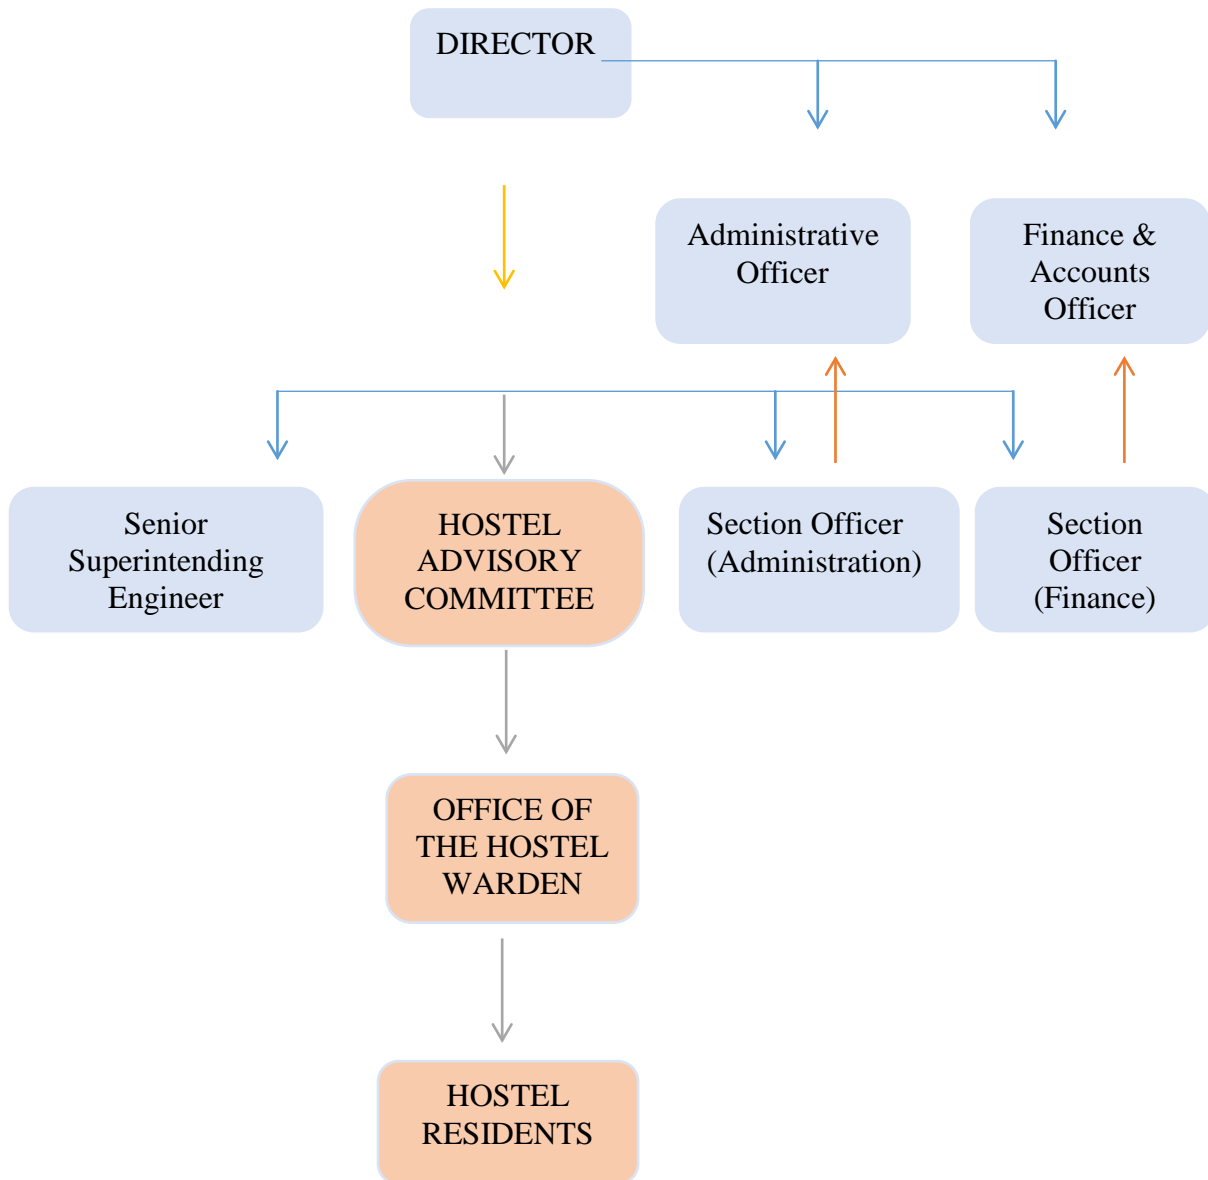 DIRECTOR
Administrative
Officer
Finance &
Accounts
Officer
Senior
Superintending
Engineer
HOSTEL
ADVISORY
COMMITTEE
Section Officer
(Administration)
Section
Officer
(Finance)
OFFICE OF
THE HOSTEL
WARDEN
HOSTEL
RESIDENTS